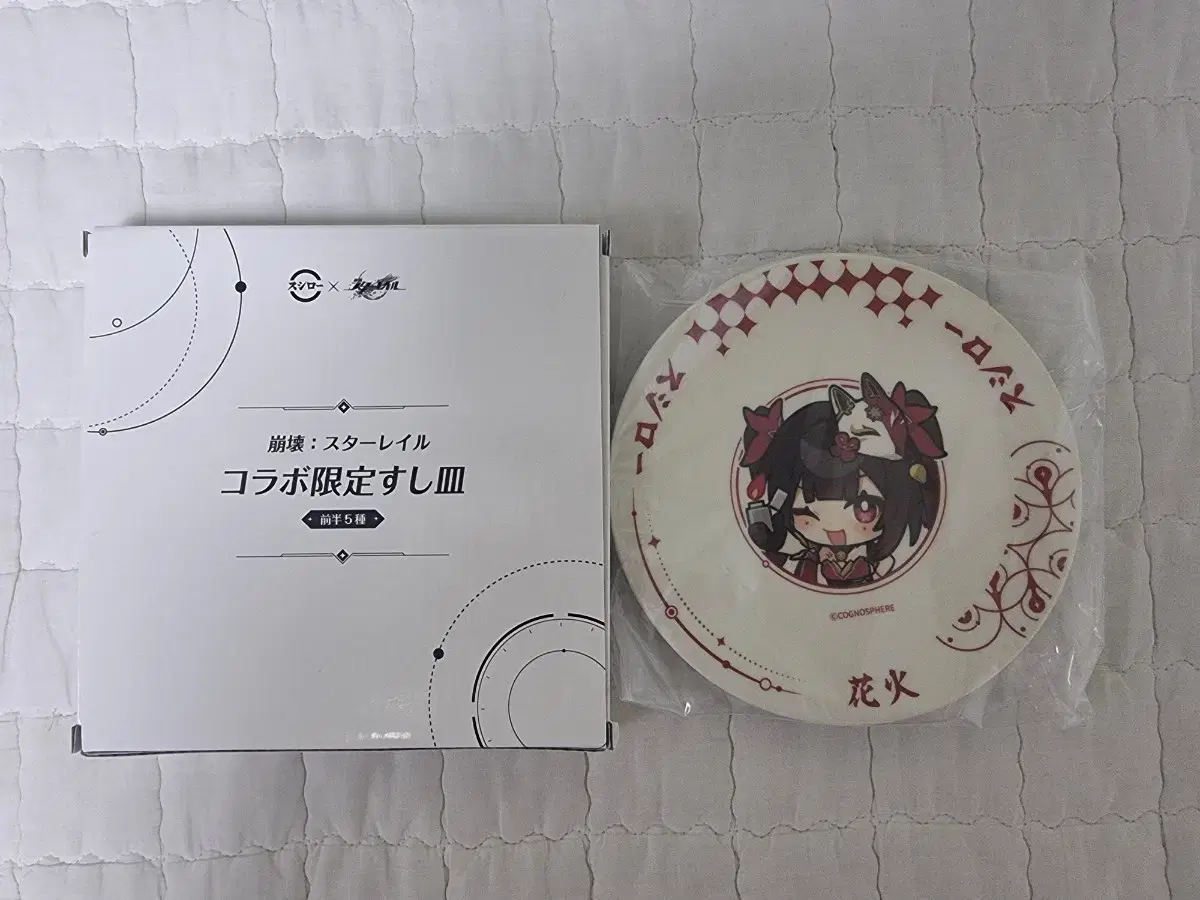 スシロー × スターレイル
崩壊：スターレイル
コラボ限定すし皿
前半5種
スシロー
スシロー
©COGNOSPHERE
花火